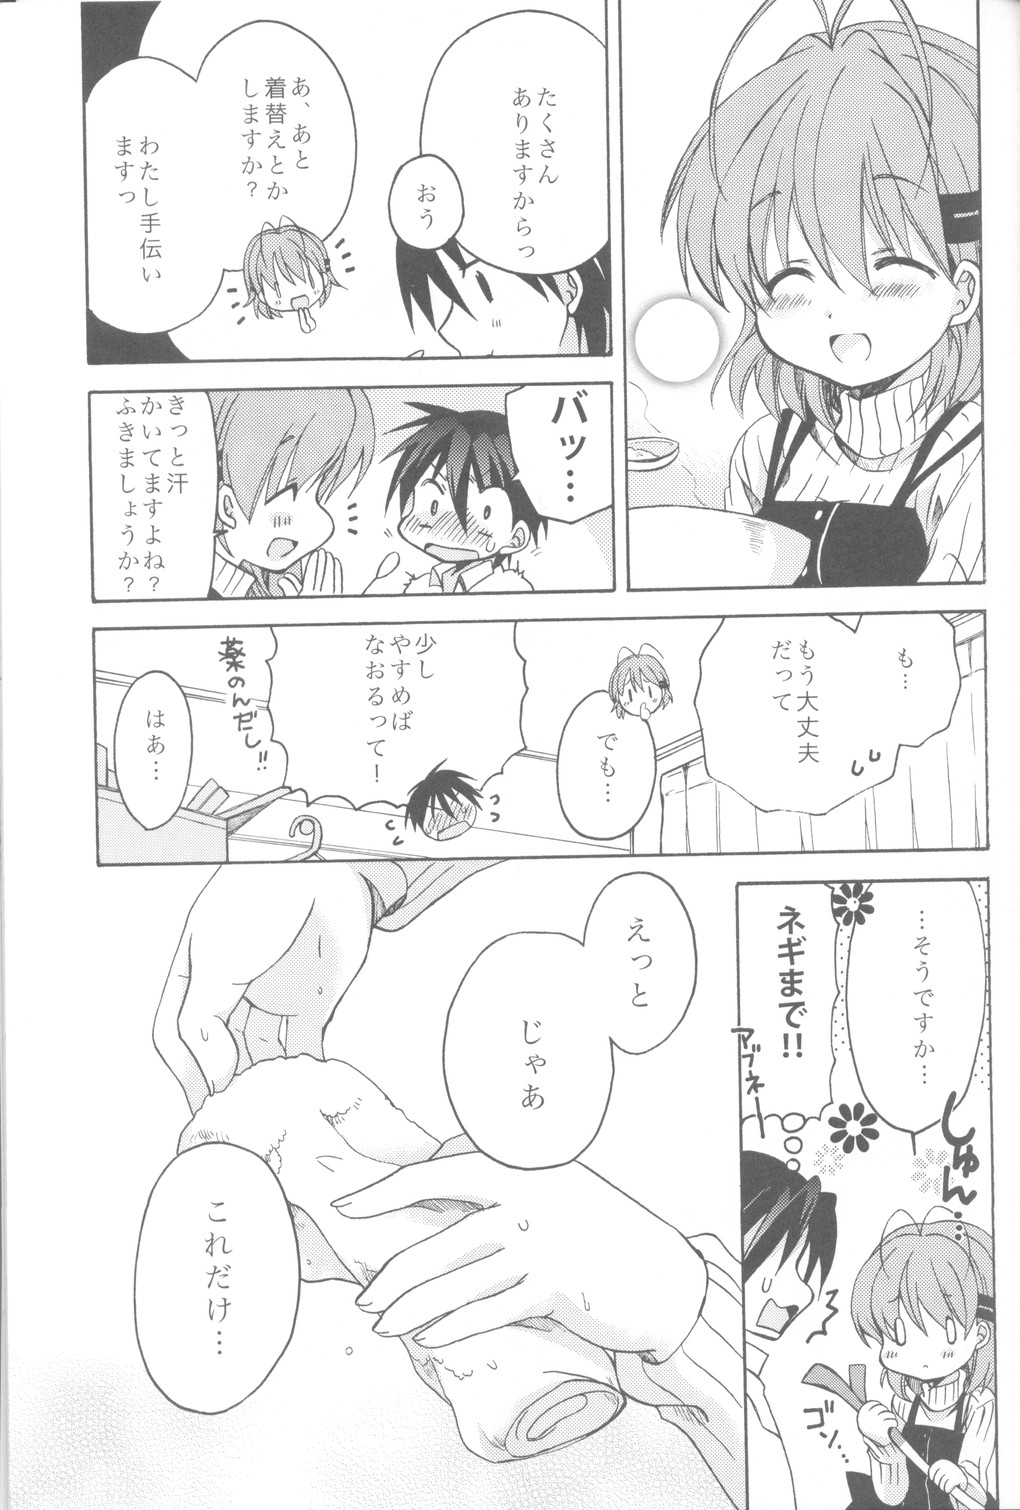 たくさん
ありますからっ
おう
あ、あと
着替えとか
しますか？
わたし手伝い
ますっ
バッ…
きっと汗
かいてますよね？
ふきましょうか？
も…
もう大丈夫
だって
でも…
少し
やすめば
なおるって！
薬のんだし!!
はぁ…
…そうですか…
しゅん…
ネギまで!!
アブネー
ゴソ…
えっと
じゃあ
これだけ…